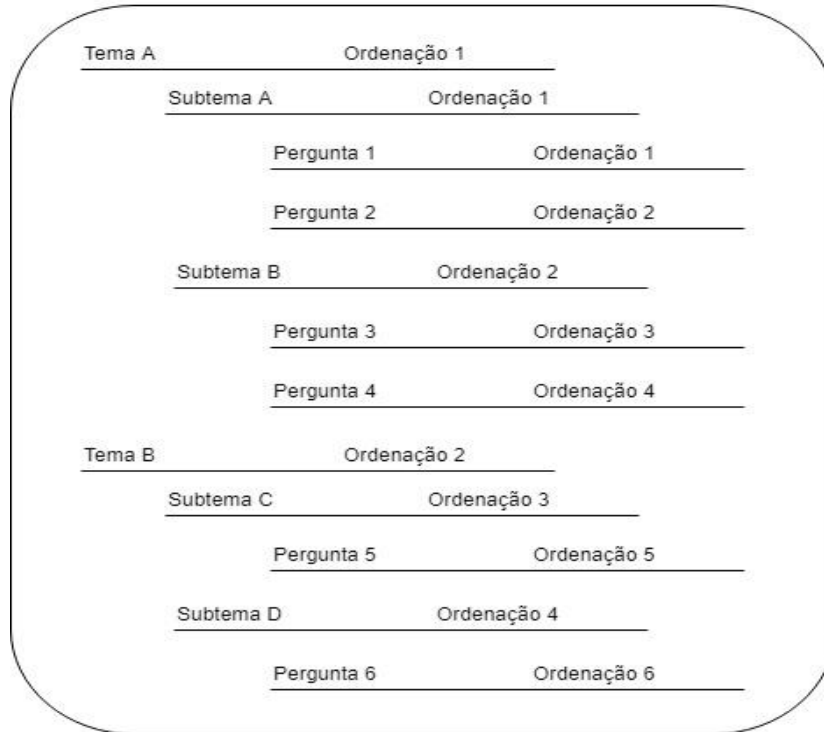 Tema A Ordenação 1
Subtema A Ordenação 1
Pergunta 1 Ordenação 1
Pergunta 2 Ordenação 2
Subtema B Ordenação 2
Pergunta 3 Ordenação 3
Pergunta 4 Ordenação 4
Tema B Ordenação 2
Subtema C Ordenação 3
Pergunta 5 Ordenação 5
Subtema D Ordenação 4
Pergunta 6 Ordenação 6